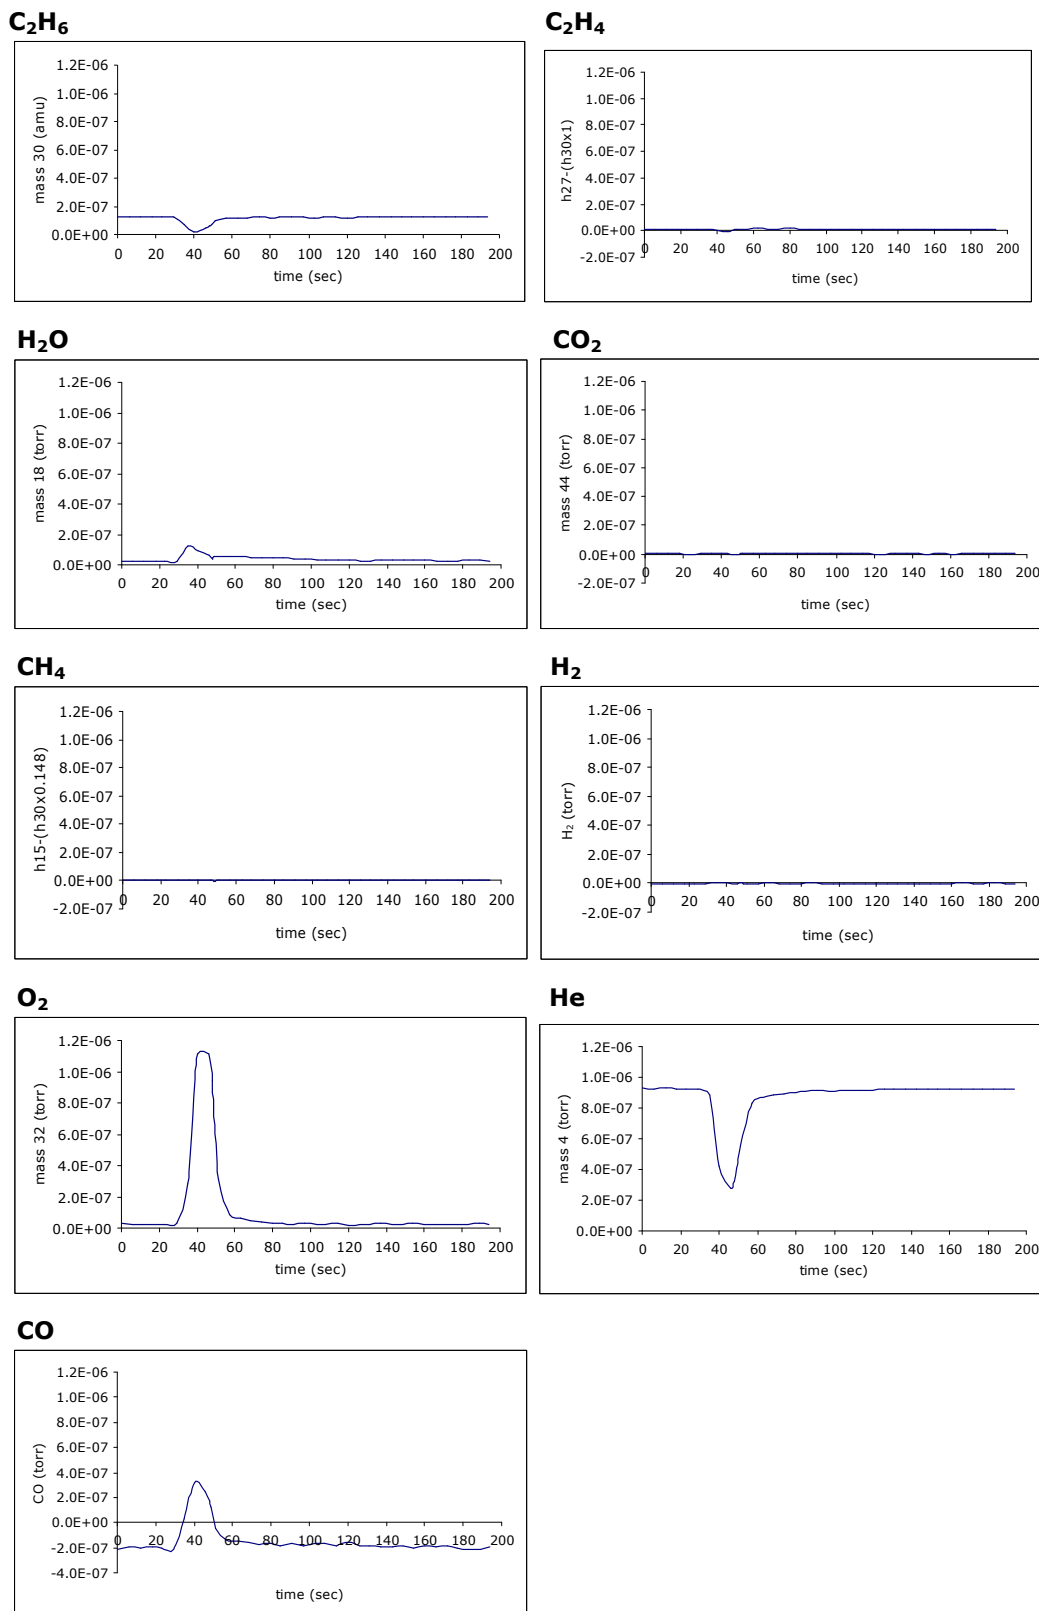 C₂H₆
1.2E-06
1.0E-06
8.0E-07
6.0E-07
4.0E-07
2.0E-07
0.0E+00
mass 30 (amu)
0 20 40 60 80 100 120 140 160 180 200
time (sec)
C₂H₄
1.2E-06
1.0E-06
8.0E-07
6.0E-07
4.0E-07
2.0E-07
0.0E+00
-2.0E-07
h27-(h30x1)
0 20 40 60 80 100 120 140 160 180 200
time (sec)
H₂O
1.2E-06
1.0E-06
8.0E-07
6.0E-07
4.0E-07
2.0E-07
0.0E+00
mass 18 (torr)
0 20 40 60 80 100 120 140 160 180 200
time (sec)
CO₂
1.2E-06
1.0E-06
8.0E-07
6.0E-07
4.0E-07
2.0E-07
0.0E+00
-2.0E-07
mass 44 (torr)
0 20 40 60 80 100 120 140 160 180 200
time (sec)
CH₄
1.2E-06
1.0E-06
8.0E-07
6.0E-07
4.0E-07
2.0E-07
0.0E+00
-2.0E-07
h15-(h30x0.148)
0 20 40 60 80 100 120 140 160 180 200
time (sec)
H₂
1.2E-06
1.0E-06
8.0E-07
6.0E-07
4.0E-07
2.0E-07
0.0E+00
-2.0E-07
H₂ (torr)
0 20 40 60 80 100 120 140 160 180 200
time (sec)
O₂
1.2E-06
1.0E-06
8.0E-07
6.0E-07
4.0E-07
2.0E-07
0.0E+00
mass 32 (torr)
0 20 40 60 80 100 120 140 160 180 200
time (sec)
He
1.2E-06
1.0E-06
8.0E-07
6.0E-07
4.0E-07
2.0E-07
0.0E+00
mass 4 (torr)
0 20 40 60 80 100 120 140 160 180 200
time (sec)
CO
1.2E-06
1.0E-06
8.0E-07
6.0E-07
4.0E-07
2.0E-07
0.0E+00
-2.0E-07
-4.0E-07
CO (torr)
0 20 40 60 80 100 120 140 160 180 200
time (sec)